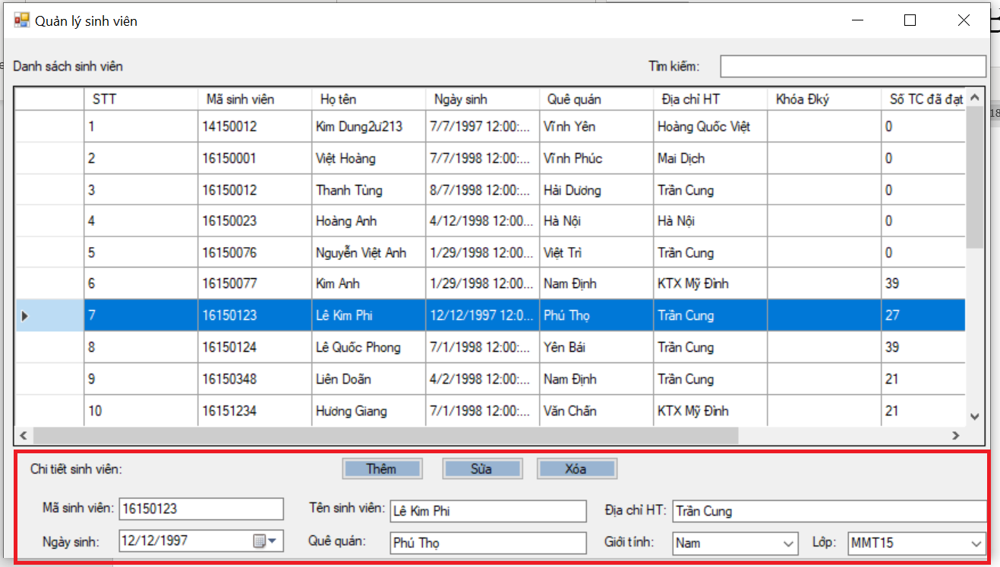 Quản lý sinh viên
Danh sách sinh viên Tìm kiếm:
STT Mã sinh viên Họ tên Ngày sinh Quê quán Địa chỉ HT Khóa Đký Số TC đã đạt
1 14150012 Kim Dung2ư213 7/7/1997 12:00:... Vĩnh Yên Hoàng Quốc Việt 0
2 16150001 Việt Hoàng 7/7/1998 12:00:... Vĩnh Phúc Mai Dịch 0
3 16150012 Thanh Tùng 8/7/1998 12:00:... Hải Dương Trần Cung 0
4 16150023 Hoàng Anh 4/12/1998 12:00... Hà Nội Hà Nội 0
5 16150076 Nguyễn Việt Anh 1/29/1998 12:00... Việt Trì Trần Cung 0
6 16150077 Kim Anh 1/29/1998 12:00... Nam Định KTX Mỹ Đình 39
7 16150123 Lê Kim Phi 12/12/1997 12:0... Phú Thọ Trần Cung 27
8 16150124 Lê Quốc Phong 7/1/1998 12:00:... Yên Bái Trần Cung 39
9 16150348 Liên Doãn 4/2/1998 12:00:... Nam Định Trần Cung 21
10 16151234 Hương Giang 7/1/1998 12:00:... Văn Chấn KTX Mỹ Đình 21
Chi tiết sinh viên: Thêm Sửa Xóa
Mã sinh viên: 16150123 Tên sinh viên: Lê Kim Phi Địa chỉ HT: Trần Cung
Ngày sinh: 12/12/1997 Quê quán: Phú Thọ Giới tính: Nam Lớp: MMT15